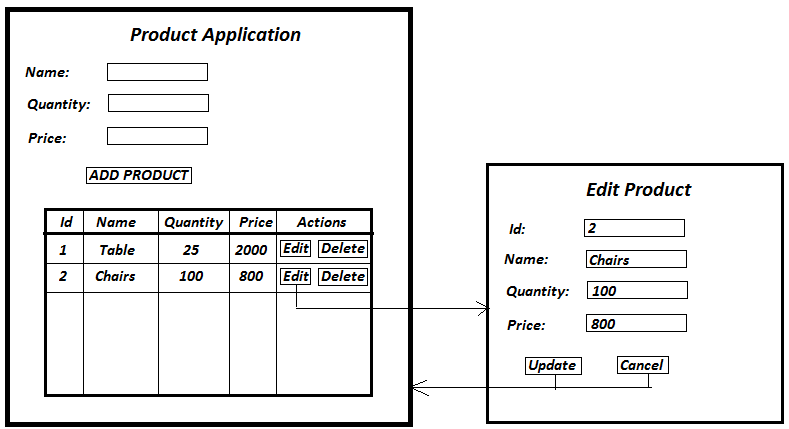 Product Application
Name:
Quantity:
Price:
ADD PRODUCT
Id Name Quantity Price Actions
1 Table 25 2000 Edit Delete
2 Chairs 100 800 Edit Delete
Edit Product
Id: 2
Name: Chairs
Quantity: 100
Price: 800
Update Cancel